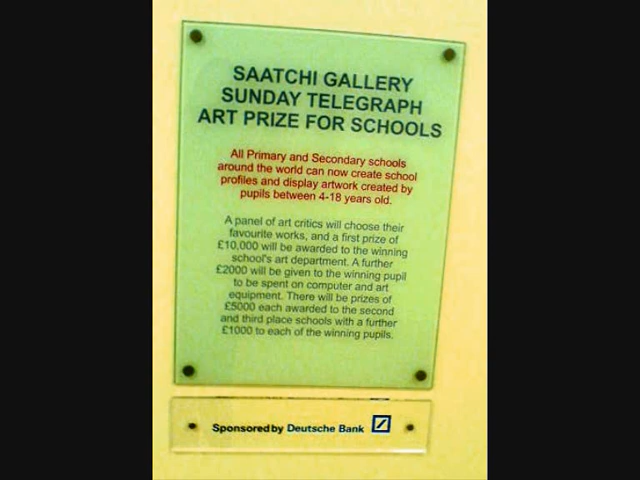 SAATCHI GALLERY
SUNDAY TELEGRAPH
ART PRIZE FOR SCHOOLS
All Primary and Secondary schools
around the world can now create school
profiles and display artwork created by
pupils between 4-18 years old.
A panel of art critics will choose their
favourite works, and a first prize of
£10,000 will be awarded to the winning
school's art department. A further
£2000 will be given to the winning pupil
to be spent on computer and art
equipment. There will be prizes of
£5000 each awarded to the second
and third place schools with a further
£1000 to each of the winning pupils.
Sponsored by Deutsche Bank